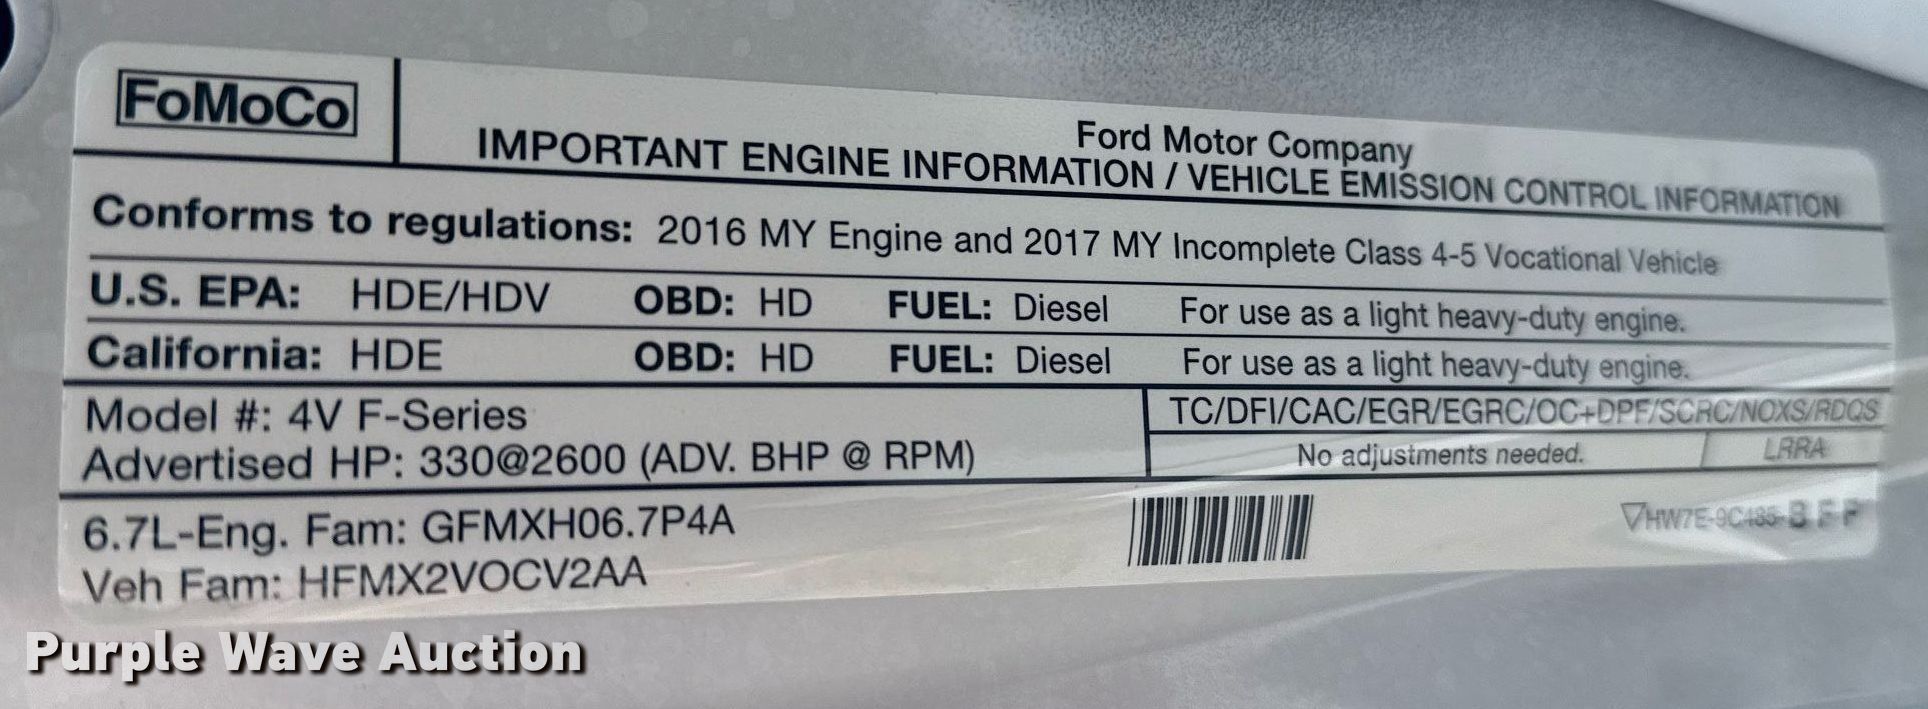 FoMoCo
Ford Motor Company
IMPORTANT ENGINE INFORMATION / VEHICLE EMISSION CONTROL INFORMATION
Conforms to regulations: 2016 MY Engine and 2017 MY Incomplete Class 4-5 Vocational Vehicle
U.S. EPA: HDE/HDV OBD: HD FUEL: Diesel For use as a light heavy-duty engine.
California: HDE OBD: HD FUEL: Diesel For use as a light heavy-duty engine.
Model #: 4V F-Series
Advertised HP: 330@2600 (ADV. BHP @ RPM)
TC/DFI/CAC/EGR/EGRC/OC+DPF/SCRC/NOXS/RDQS
No adjustments needed. LRRA
6.7L-Eng. Fam: GFMXH06.7P4A
Veh Fam: HFMX2VOCV2AA
HW7E-9C485-B F F
Purple Wave Auction